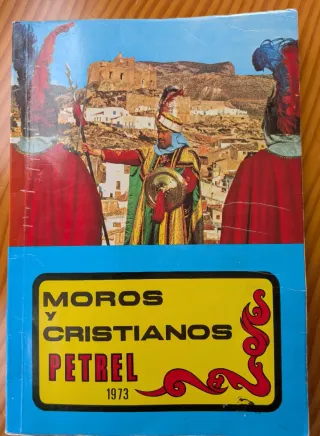 MOROS
Y
CRISTIANOS
PETREL
1973